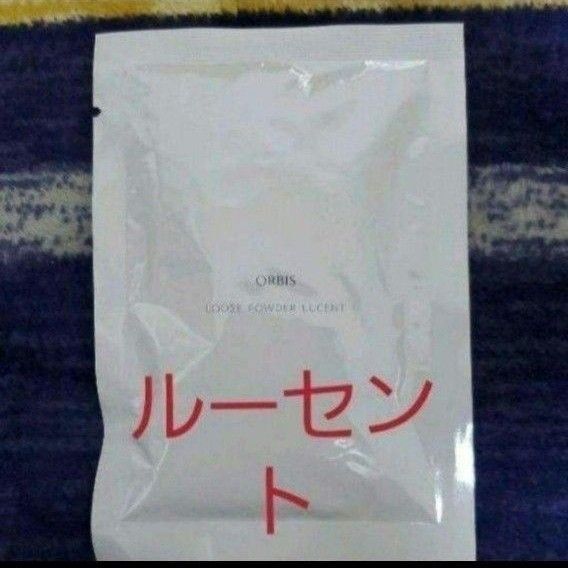 ORBIS
LOOSE POWDER LUCENT
ルーセン
ト